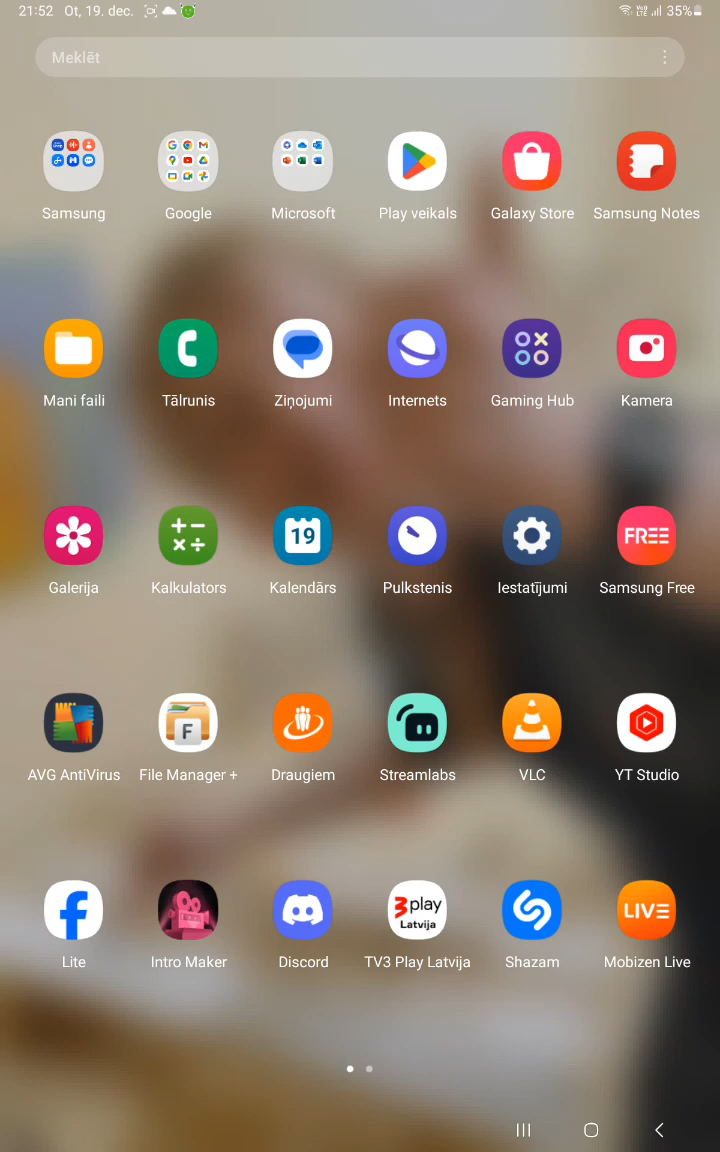 21:52 Ot, 19. dec.
35%
Meklēt
Samsung Google Microsoft Play veikals Galaxy Store Samsung Notes
Mani faili Tālrunis Ziņojumi Internets Gaming Hub Kamera
19
FREE
Galerija Kalkulators Kalendārs Pulkstenis Iestatījumi Samsung Free
F
AVG AntiVirus File Manager + Draugiem Streamlabs VLC YT Studio
3play
Latvija
LIVE
Lite Intro Maker Discord TV3 Play Latvija Shazam Mobizen Live